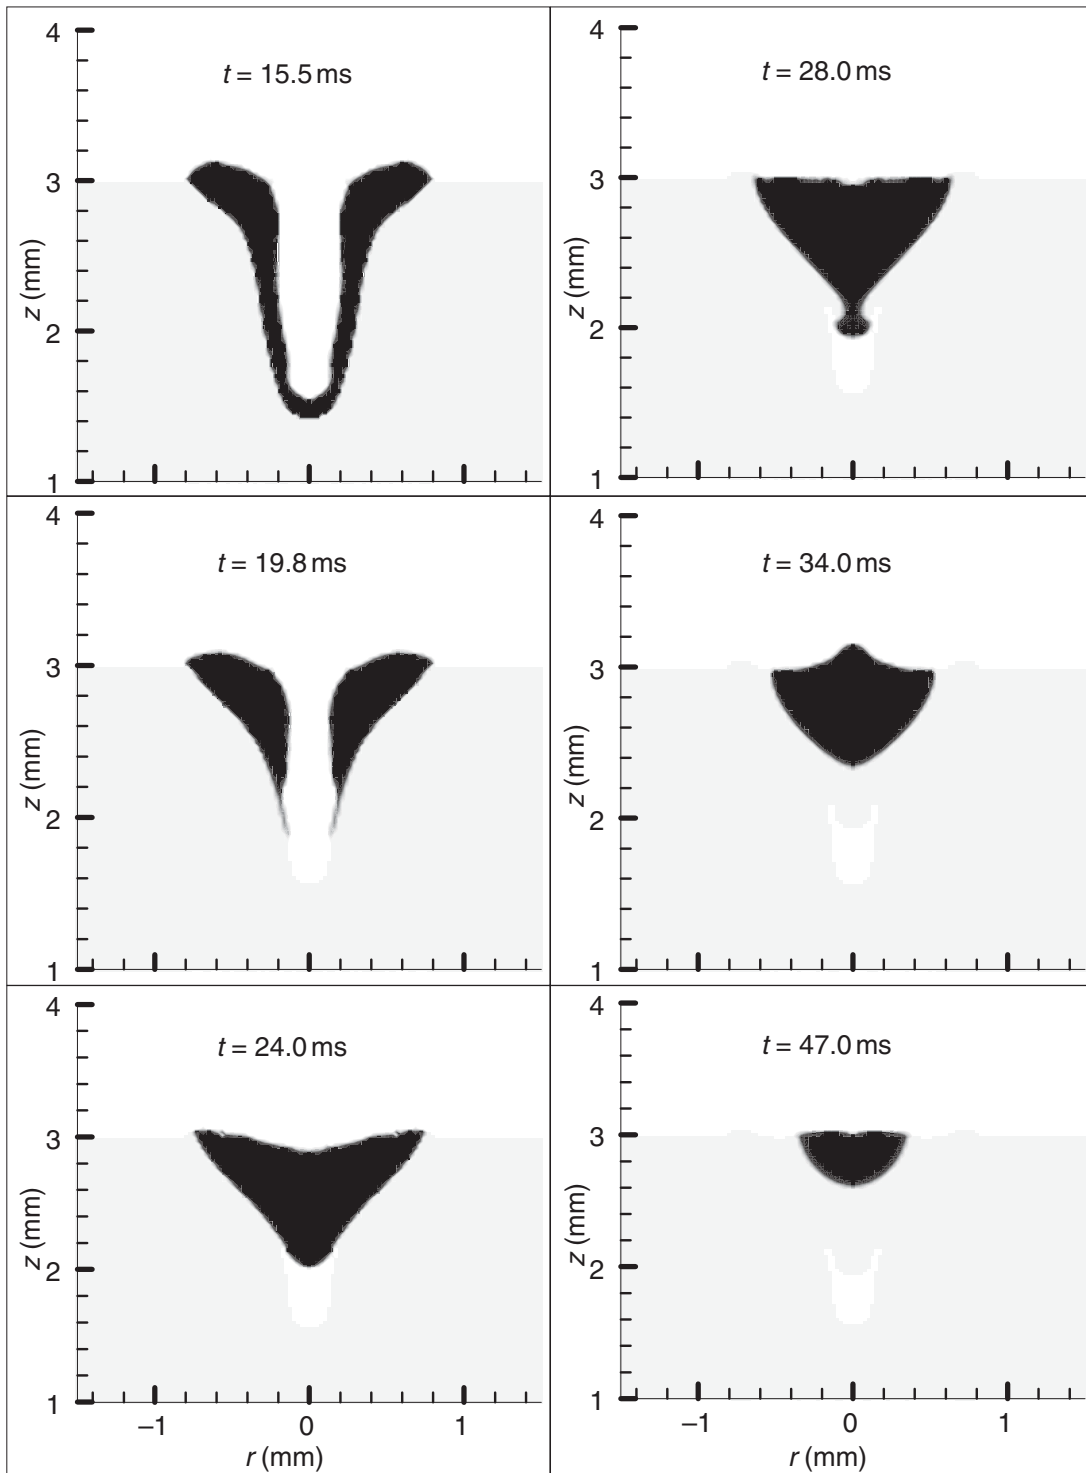 4
3
2
1
z (mm)
t = 15.5 ms
4
3
2
1
z (mm)
t = 28.0 ms
4
3
2
1
z (mm)
t = 19.8 ms
4
3
2
1
z (mm)
t = 34.0 ms
4
3
2
1
z (mm)
t = 24.0 ms
–1 0 1
r (mm)
4
3
2
1
z (mm)
t = 47.0 ms
–1 0 1
r (mm)